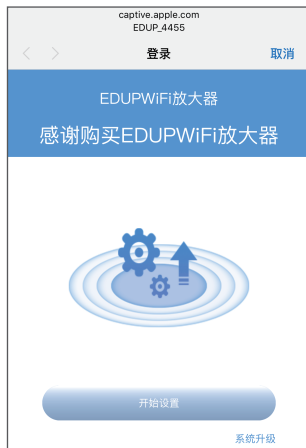 captive.apple.com
EDUP_4455
登录 取消
EDUPWiFi放大器
感谢购买EDUPWiFi放大器
开始设置
系统升级